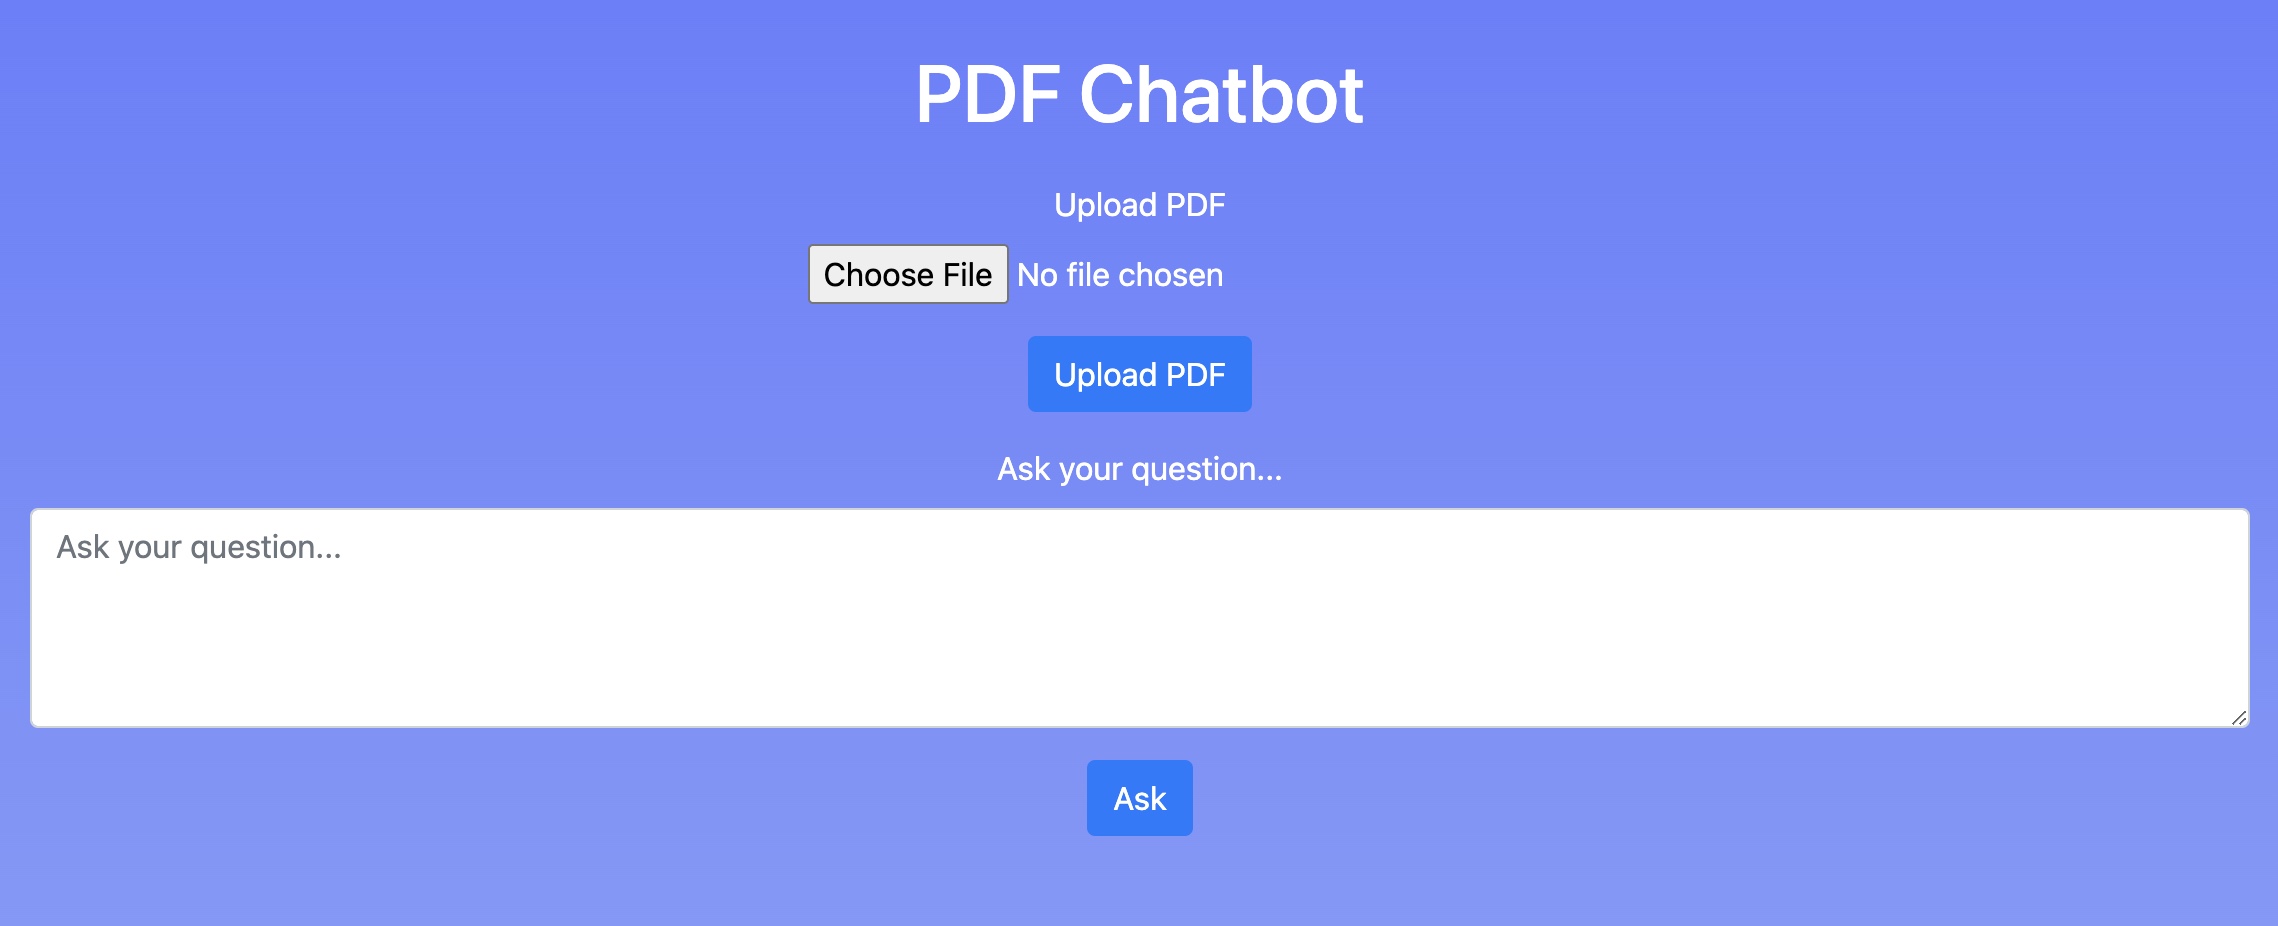 PDF Chatbot
Upload PDF
Choose File No file chosen
Upload PDF
Ask your question...
Ask your question...
Ask